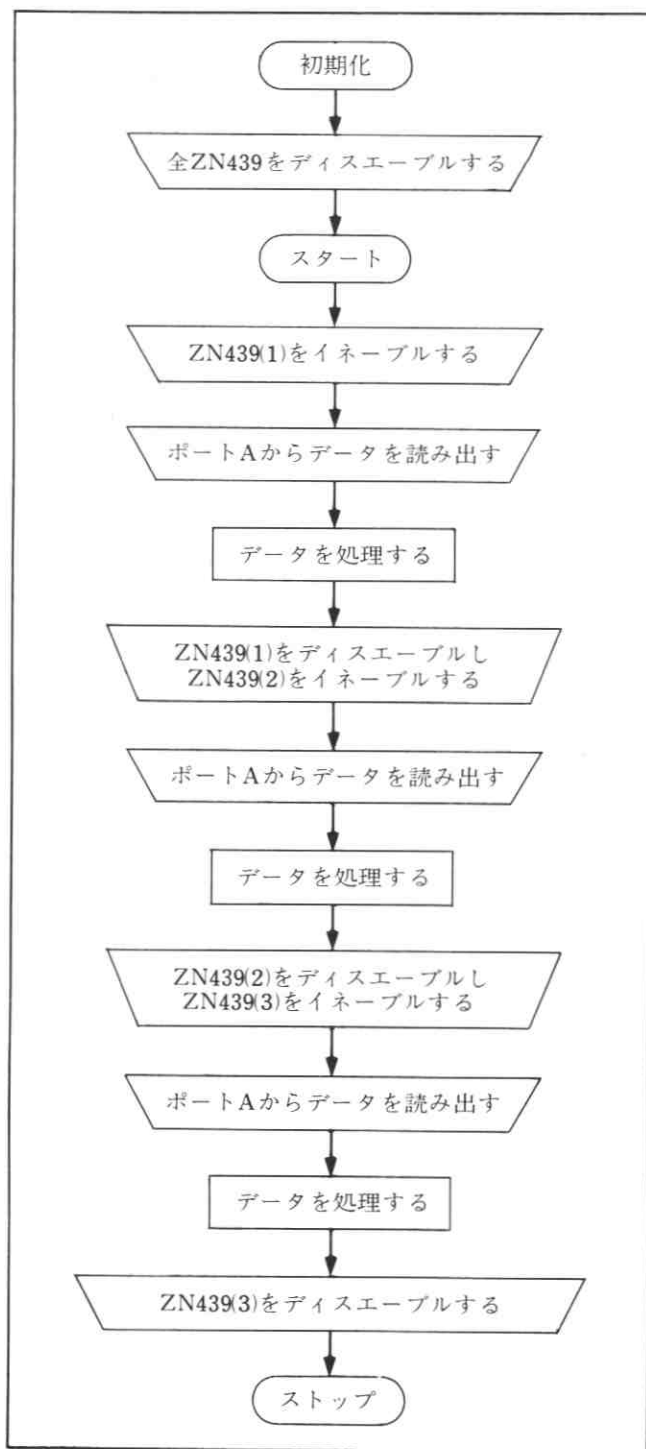 初期化
全ZN439をディスエーブルする
スタート
ZN439(1)をイネーブルする
ポートAからデータを読み出す
データを処理する
ZN439(1)をディスエーブルし
ZN439(2)をイネーブルする
ポートAからデータを読み出す
データを処理する
ZN439(2)をディスエーブルし
ZN439(3)をイネーブルする
ポートAからデータを読み出す
データを処理する
ZN439(3)をディスエーブルする
ストップ